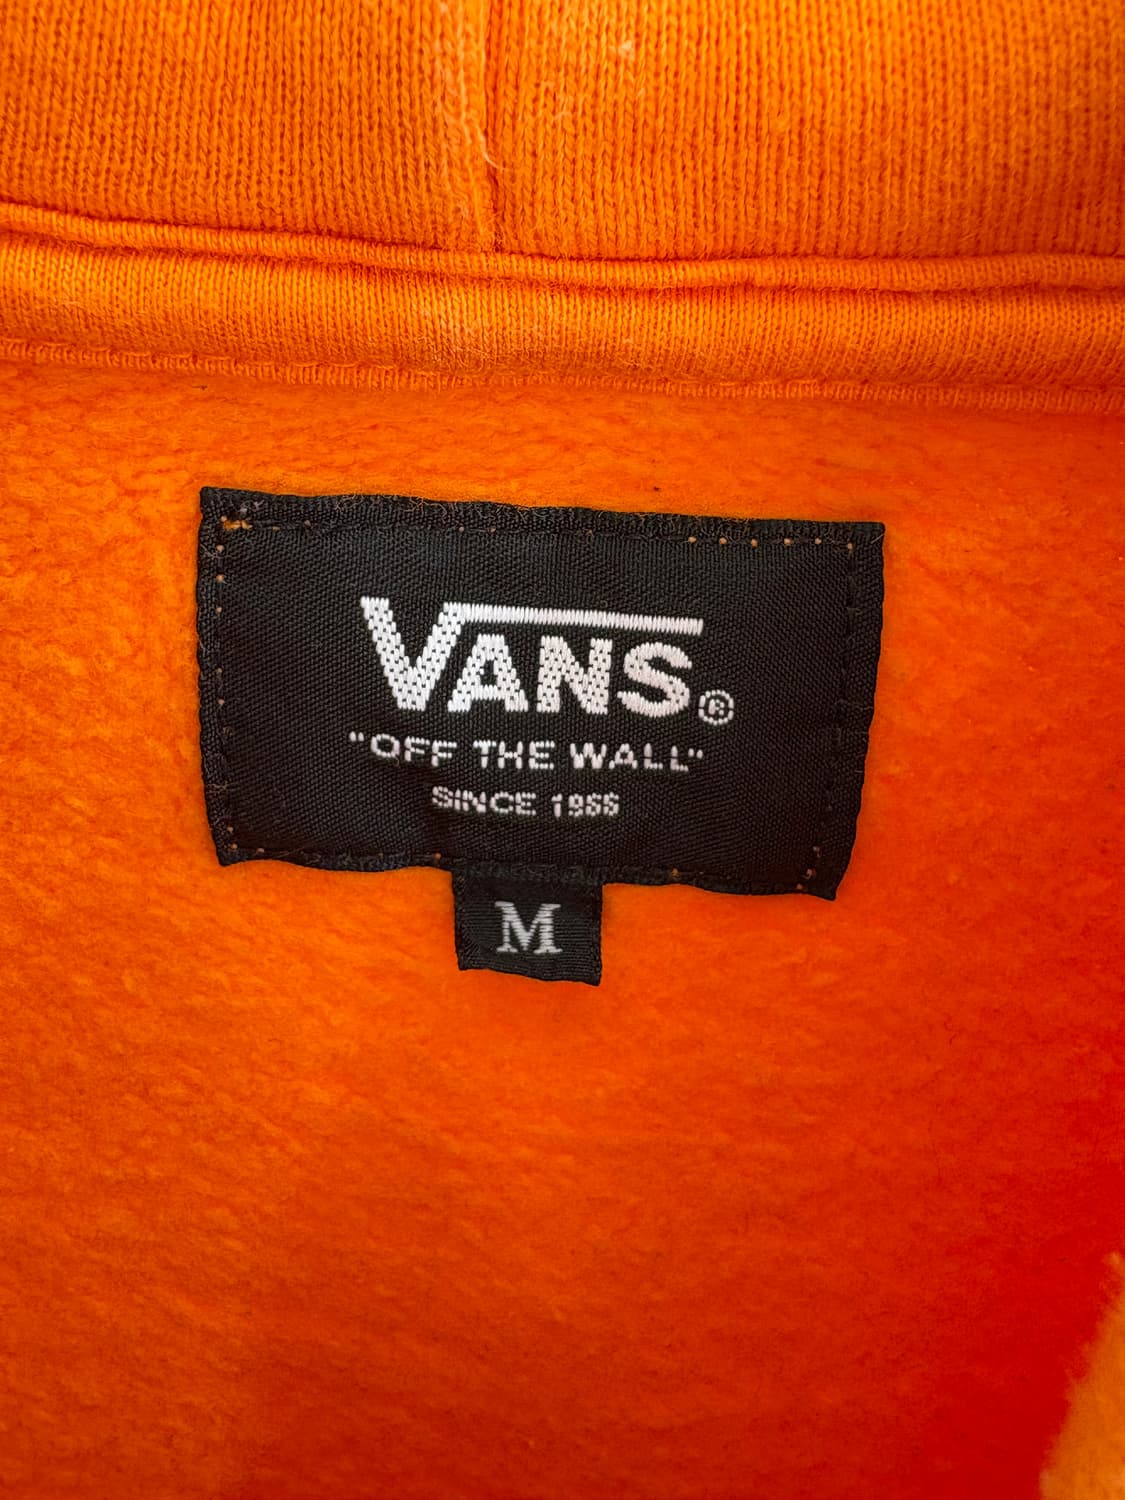 VANS®
"OFF THE WALL"
SINCE 1966
M